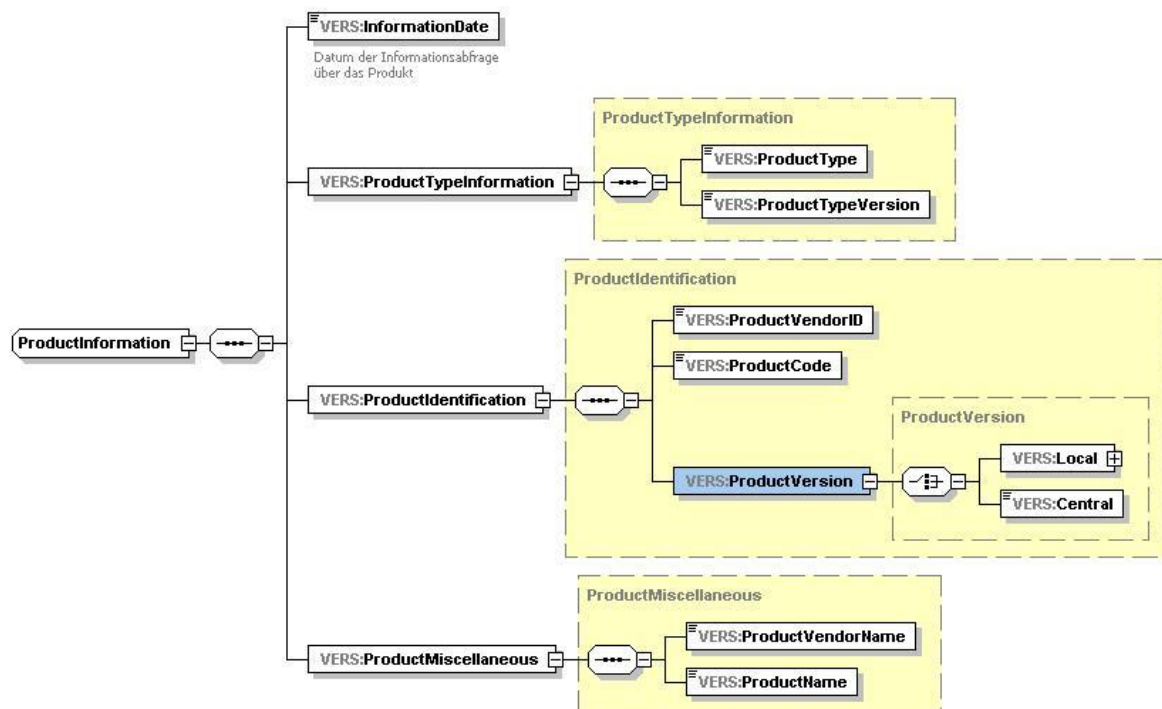 VERS:InformationDate
Datum der Informationsabfrage
über das Produkt
ProductTypeInformation
VERS:ProductType
VERS:ProductTypeInformation
VERS:ProductTypeVersion
ProductIdentification
VERS:ProductVendorID
ProductInformation
VERS:ProductCode
VERS:ProductIdentification
ProductVersion
VERS:Local
VERS:ProductVersion
VERS:Central
ProductMiscellaneous
VERS:ProductVendorName
VERS:ProductMiscellaneous
VERS:ProductName